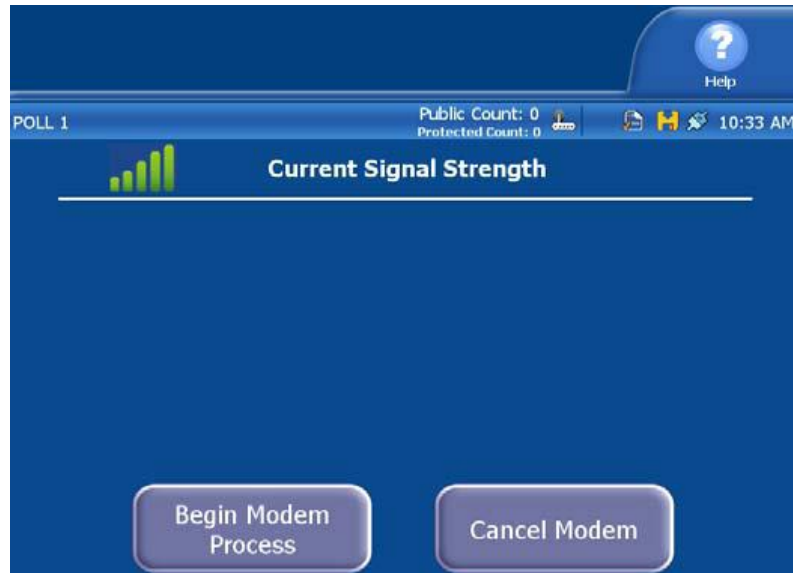 ?
Help
POLL 1
Public Count: 0
Protected Count: 0
10:33 AM
Current Signal Strength
Begin Modem
Process
Cancel Modem